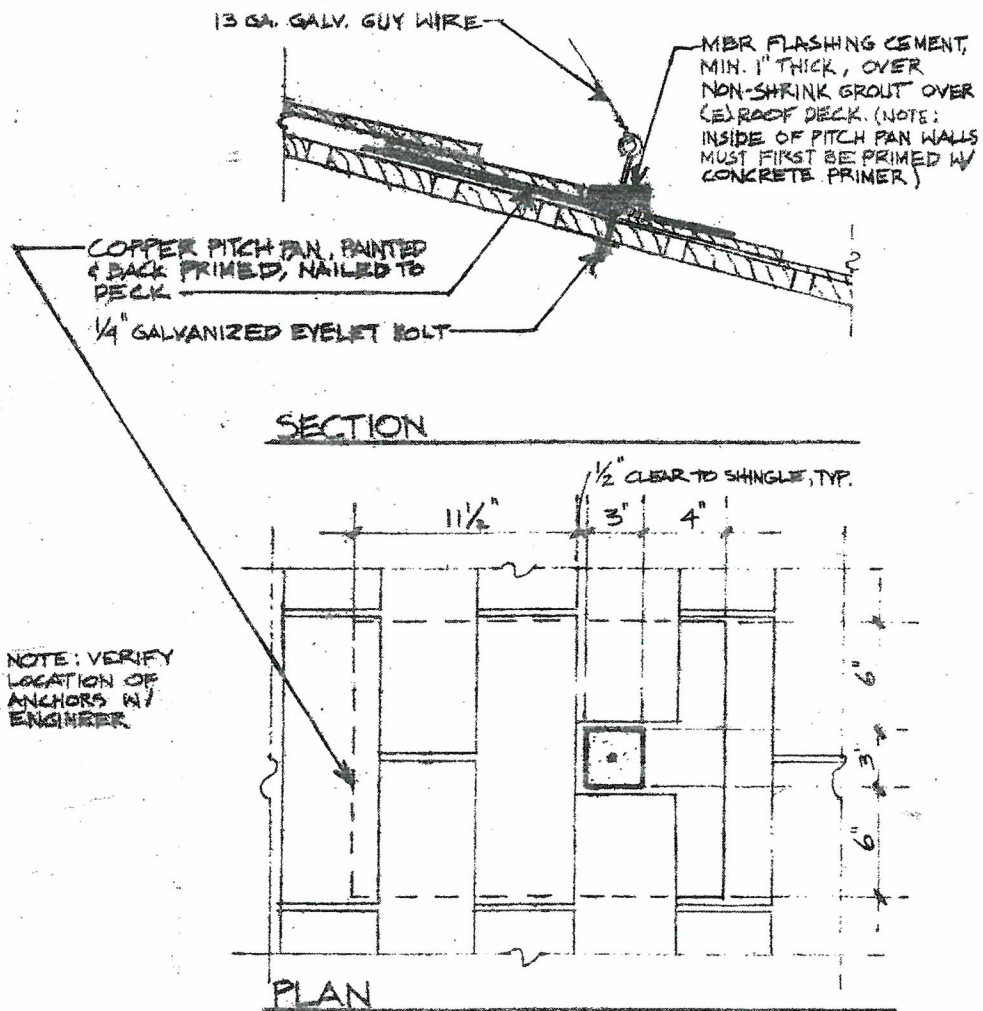 13 GA. GALV. GUY WIRE
MBR FLASHING CEMENT,
MIN. 1" THICK, OVER
NON-SHRINK GROUT OVER
(E) ROOF DECK. (NOTE:
INSIDE OF PITCH PAN WALLS
MUST FIRST BE PRIMED W/
CONCRETE PRIMER)
COPPER PITCH PAN, PAINTED
& BACK PRIMED, NAILED TO
DECK
1/4" GALVANIZED EYELET BOLT
SECTION
1/2" CLEAR TO SHINGLE, TYP.
11 1/2"
3"
4"
NOTE: VERIFY
LOCATION OF
ANCHORS W/
ENGINEER
6"
3"
6"
PLAN